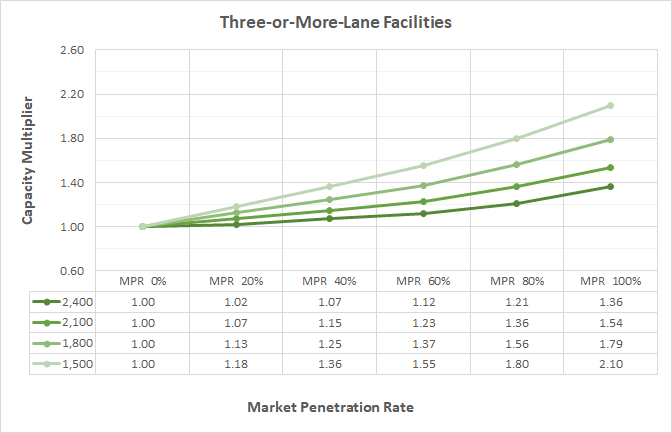 Three-or-More-Lane Facilities
2.60
2.20
1.80
1.40
1.00
0.60
Capacity Multiplier
MPR 0% MPR 20% MPR 40% MPR 60% MPR 80% MPR 100%
2,400 1.00 1.02 1.07 1.12 1.21 1.36
2,100 1.00 1.07 1.15 1.23 1.36 1.54
1,800 1.00 1.13 1.25 1.37 1.56 1.79
1,500 1.00 1.18 1.36 1.55 1.80 2.10
Market Penetration Rate